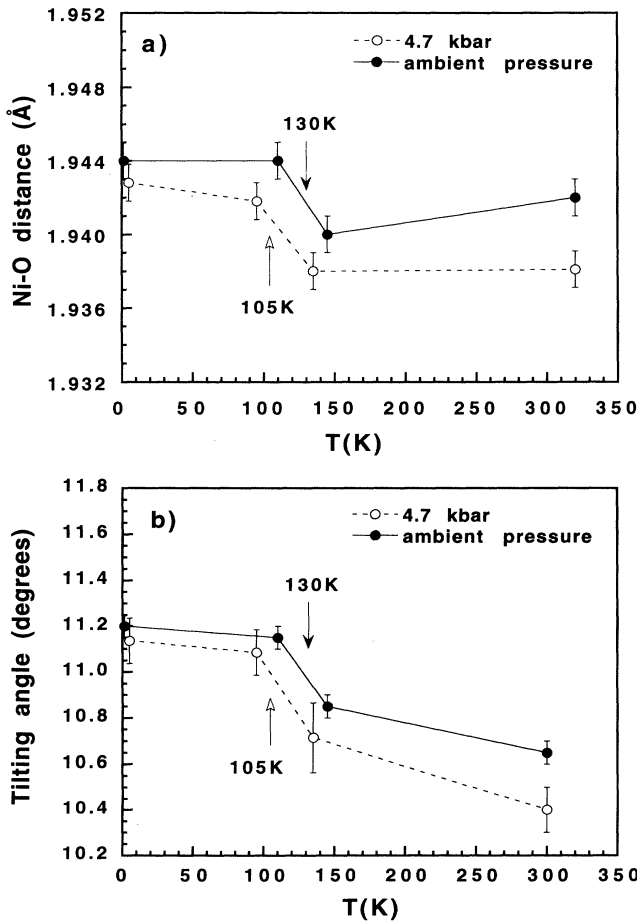 1.952
a)
4.7 kbar
ambient pressure
1.948
130K
1.944
1.940
105K
1.936
1.932
Ni-O distance (Å)
0 50 100 150 200 250 300 350
T(K)
11.8
b)
4.7 kbar
ambient pressure
11.6
11.4
130K
11.2
11.0
10.8
105K
10.6
10.4
10.2
Tilting angle (degrees)
0 50 100 150 200 250 300 350
T(K)